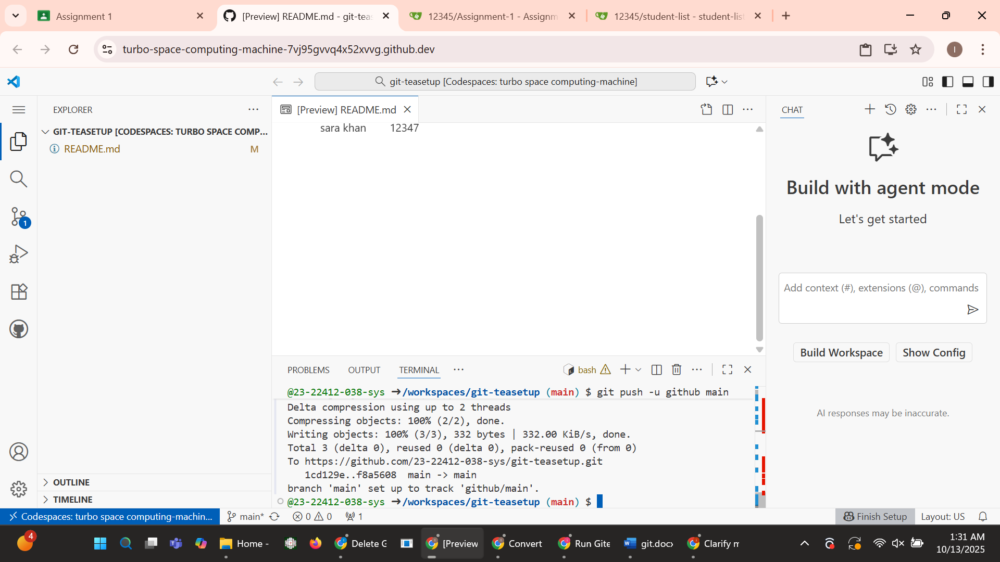 Assignment 1
[Preview] README.md - git-teas
12345/Assignment-1 - Assignm
12345/student-list - student-list
turbo-space-computing-machine-7vj95gvvq4x52xvvg.github.dev
I
git-teasetup [Codespaces: turbo space computing-machine]
EXPLORER
GIT-TEASETUP [CODESPACES: TURBO SPACE COMP...
README.md
M
1
OUTLINE
TIMELINE
[Preview] README.md
sara khan 12347
PROBLEMS
OUTPUT
TERMINAL
bash
@23-22412-038-sys ➜/workspaces/git-teasetup (main) $ git push -u github main
Delta compression using up to 2 threads
Compressing objects: 100% (2/2), done.
Writing objects: 100% (3/3), 332 bytes | 332.00 KiB/s, done.
Total 3 (delta 0), reused 0 (delta 0), pack-reused 0 (from 0)
To https://github.com/23-22412-038-sys/git-teasetup.git
1cd129e..f8a5608 main -> main
branch 'main' set up to track 'github/main'.
@23-22412-038-sys ➜/workspaces/git-teasetup (main) $
CHAT
Build with agent mode
Let's get started
Add context (#), extensions (@), commands
Build Workspace
Show Config
AI responses may be inaccurate.
Codespaces: turbo space computing-machin...
main*
0
0
1
Finish Setup
Layout: US
4
Home -
Delete G
[Preview
Convert
Run Gite
git.docx
Clarify m
1:31 AM
10/13/2025